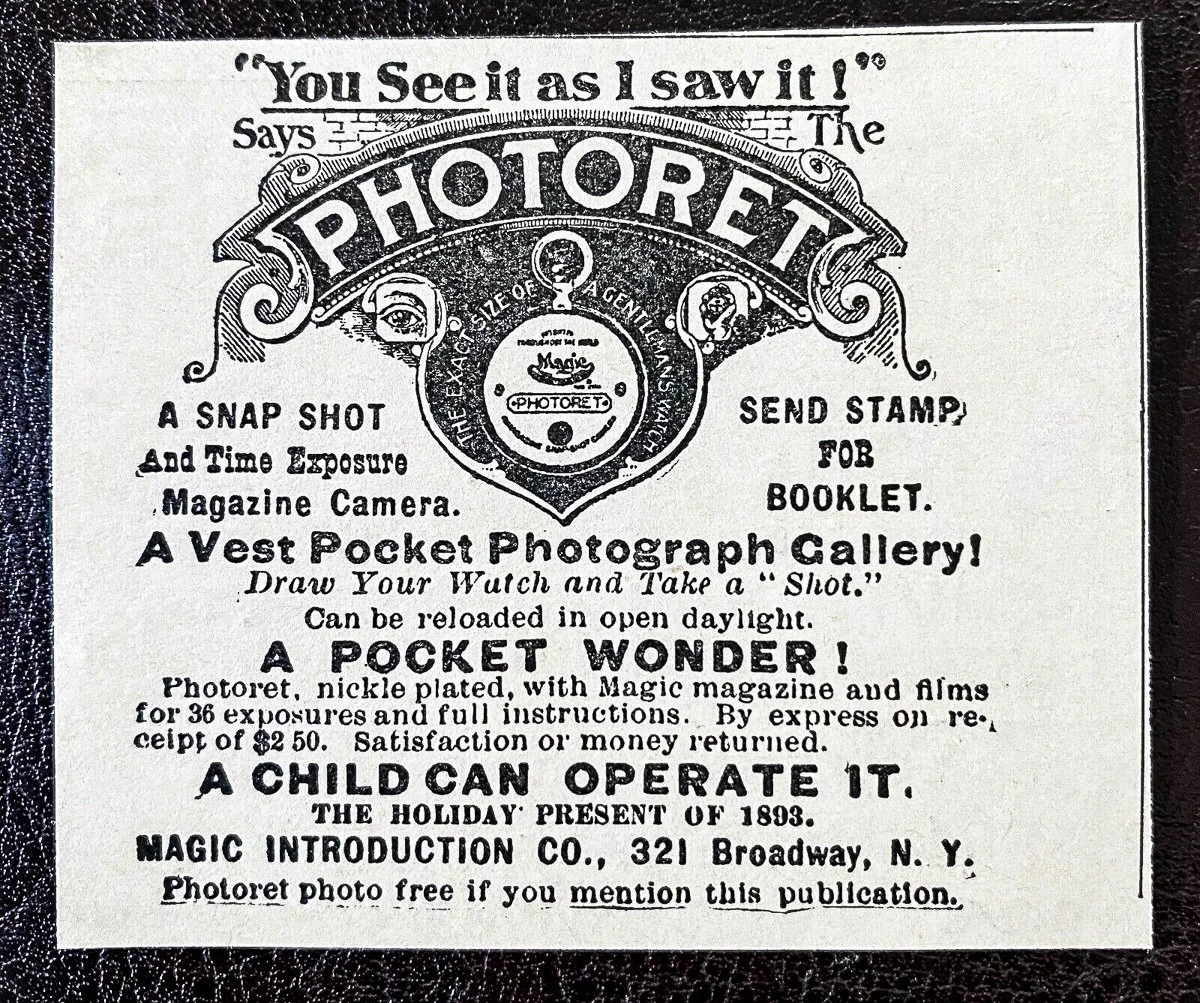 “You See it as I saw it!”
Says The
PHOTORET
THE EXACT SIZE OF A GENTLEMANS WATCH
Magic
PHOTORET
A SNAP SHOT
And Time Exposure
Magazine Camera.
SEND STAMP
FOR
BOOKLET.
A Vest Pocket Photograph Gallery!
Draw Your Watch and Take a “Shot.”
Can be reloaded in open daylight.
A POCKET WONDER!
Photoret, nickle plated, with Magic magazine and films
for 36 exposures and full instructions. By express on re-
ceipt of $2 50. Satisfaction or money returned.
A CHILD CAN OPERATE IT.
THE HOLIDAY PRESENT OF 1893.
MAGIC INTRODUCTION CO., 321 Broadway, N. Y.
Photoret photo free if you mention this publication.